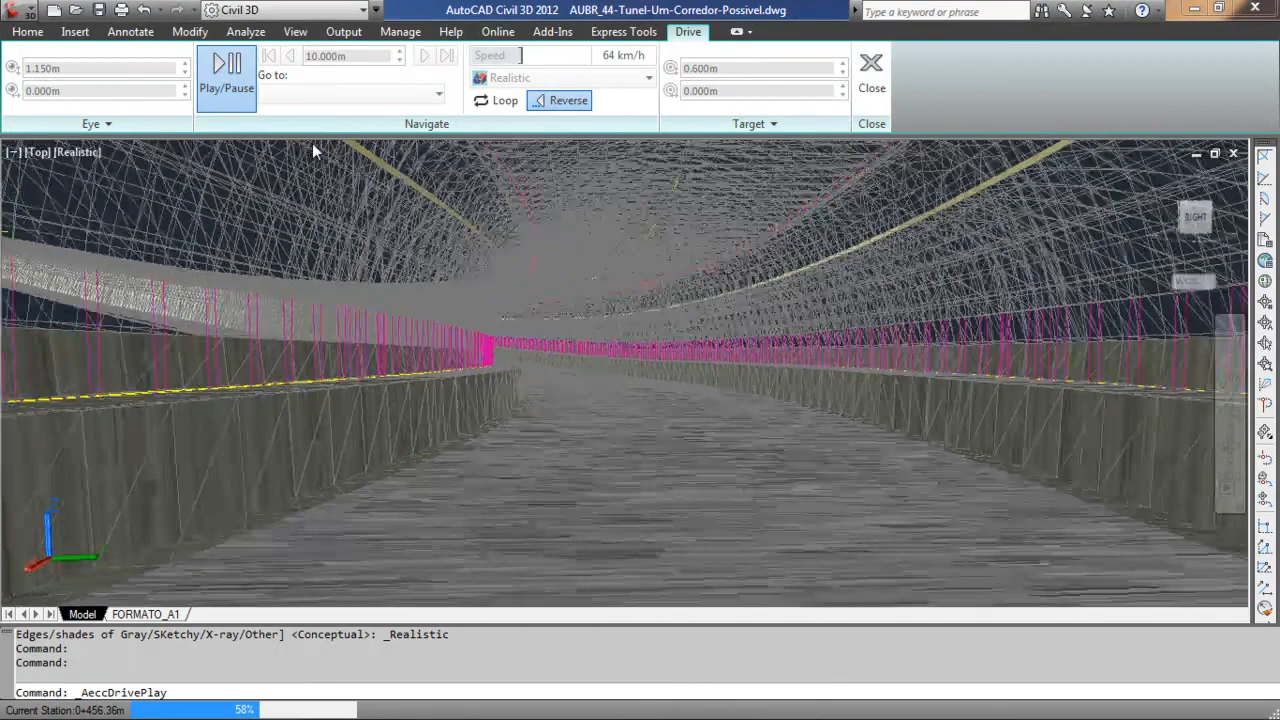 Civil 3D
AutoCAD Civil 3D 2012 AUBR_44-Tunel-Um-Corredor-Possivel.dwg
Type a keyword or phrase
3D
Home Insert Annotate Modify Analyze View Output Manage Help Online Add-Ins Express Tools Drive
1.150m
0.000m
Eye
Play/Pause
10.000m
Go to:
Speed 64 km/h
Realistic
Loop Reverse
Navigate
0.600m
0.000m
Target
Close
Close
[−] [Top] [Realistic]
RIGHT
Model FORMATO_A1
Edges/shades of Gray/SKetchy/X-ray/Other] <Conceptual>: _Realistic
Command:
Command:
Command: _AeccDrivePlay
Current Station: 0+456.36m 58%